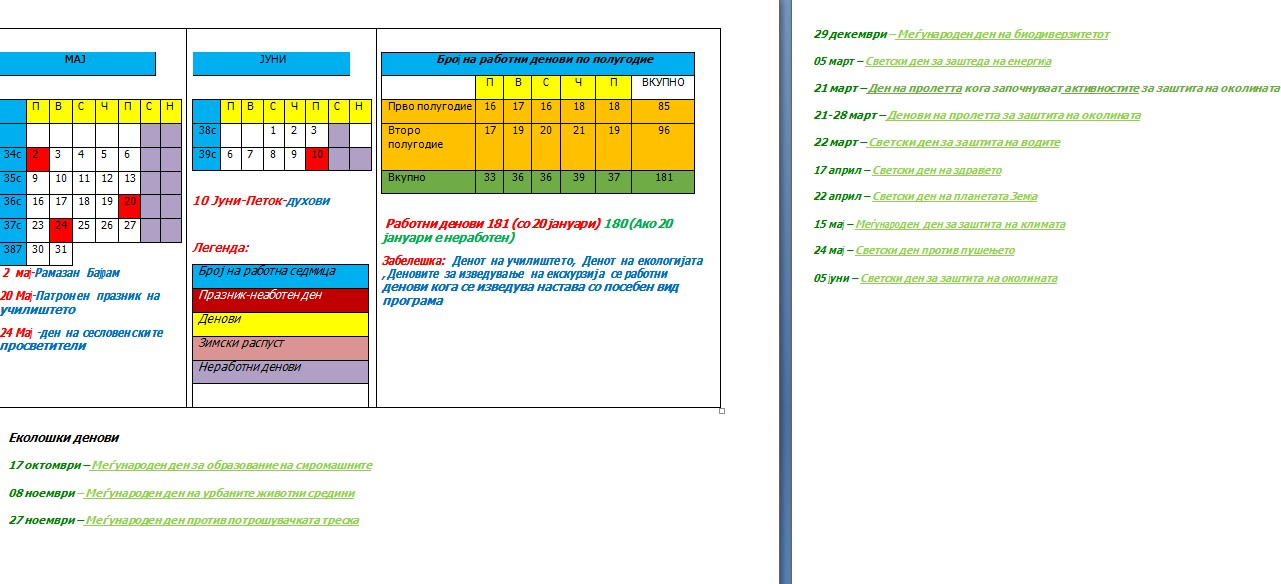 МАЈ
П В С Ч П С Н
34с 2 3 4 5 6
35с 9 10 11 12 13
36с 16 17 18 19 20
37с 23 24 25 26 27
387 30 31
2 мај-Рамазан Бајрам
20 Мај-Патронен празник на
училиштето
24 Мај -ден на сесловенските
просветители
ЈУНИ
П В С Ч П С Н
38с 1 2 3
39с 6 7 8 9 10
10 Јуни-Петок-духови
Легенда:
Број на работна седмица
Празник-неаботен ден
Денови
Зимски распуст
Неработни денови
Број на работни денови по полугодие
П В С Ч П ВКУПНО
Прво полугодие 16 17 16 18 18 85
Второ
полугодие 17 19 20 21 19 96
Вкупно 33 36 36 39 37 181
Работни денови 181 (со 20 јануари) 180 (Ако 20
јануари е неработен)
Забелешка: Денот на училиштето, Денот на екологијата
, Деновите за изведување на екскурзија се работни
денови кога се изведува настава со посебен вид
програма
Еколошки денови
17 октомври – Меѓународен ден за образование на сиромашните
08 ноември – Меѓународен ден на урбаните животни средини
27 ноември – Меѓународен ден против потрошувачката треска
29 декември – Меѓународен ден на биодиверзитетот
05 март – Светски ден за заштеда на енергија
21 март – Ден на пролетта кога започнуваат активностите за заштита на околината
21-28 март – Денови на пролетта за заштита на околината
22 март – Светски ден за заштита на водите
17 април – Светски ден на здравјето
22 април – Светски ден на планетата Земја
15 мај – Меѓународен ден за заштита на климата
24 мај – Светски ден против пушењето
05 јуни – Светски ден за заштита на околината